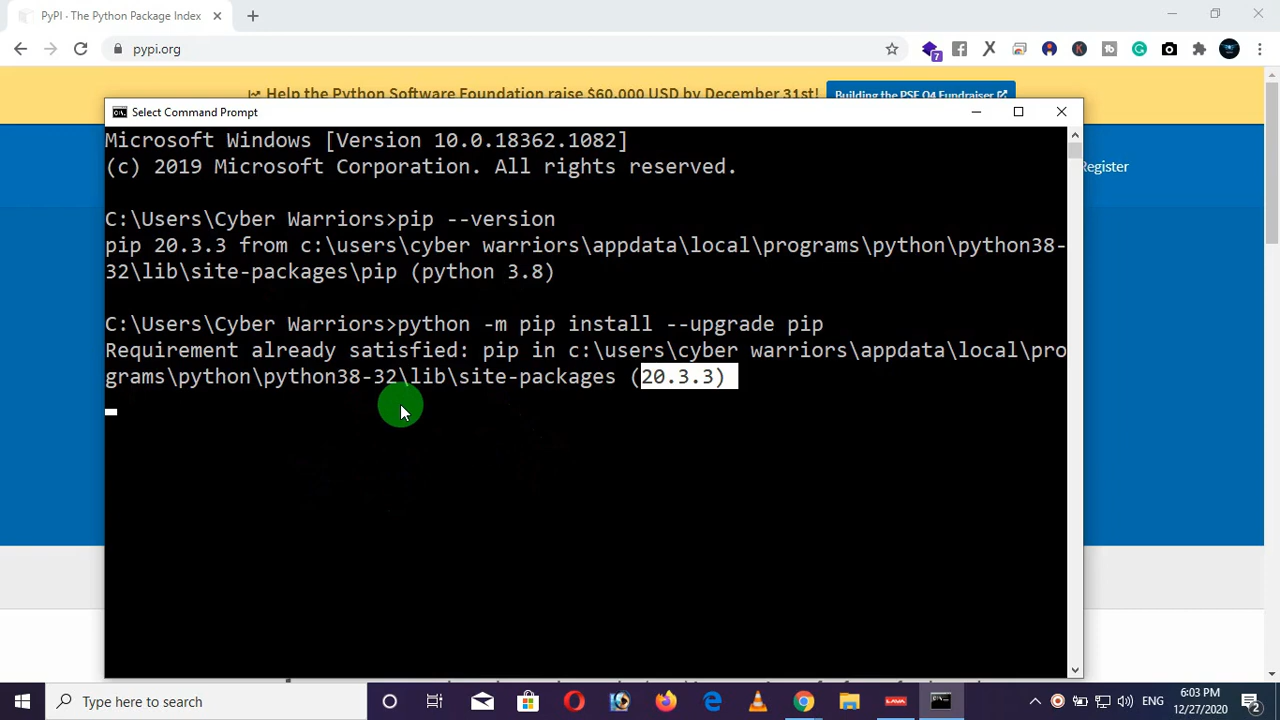 PyPI · The Python Package Index
pypi.org
7
Help the Python Software Foundation raise $60,000 USD by December 31st!
Building the PSF Q4 Fundraiser
Register
Select Command Prompt
Microsoft Windows [Version 10.0.18362.1082]
(c) 2019 Microsoft Corporation. All rights reserved.
C:\Users\Cyber Warriors>pip --version
pip 20.3.3 from c:\users\cyber warriors\appdata\local\programs\python\python38-
32\lib\site-packages\pip (python 3.8)
C:\Users\Cyber Warriors>python -m pip install --upgrade pip
Requirement already satisfied: pip in c:\users\cyber warriors\appdata\local\pro
grams\python\python38-32\lib\site-packages (20.3.3)
Type here to search
ENG
6:03 PM
12/27/2020
2